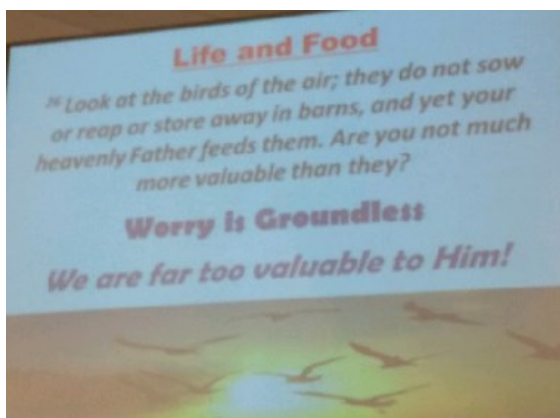 Life and Food
26 Look at the birds of the air; they do not sow
or reap or store away in barns, and yet your
heavenly Father feeds them. Are you not much
more valuable than they?
Worry is Groundless
We are far too valuable to Him!